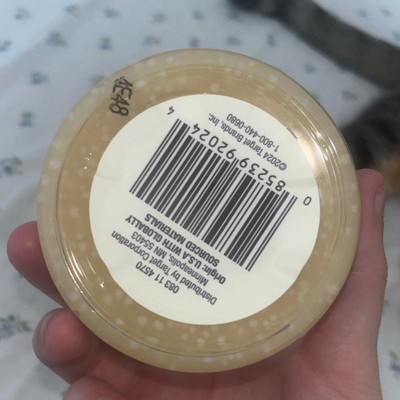 083 11 4570
Distributed by Target Corporation
Minneapolis, MN 55403
Origin: U.S.A WITH GLOBALLY
SOURCED MATERIALS
0 85239 92024 4
©2024 Target Brands, Inc.
1-800-440-0680
4E48